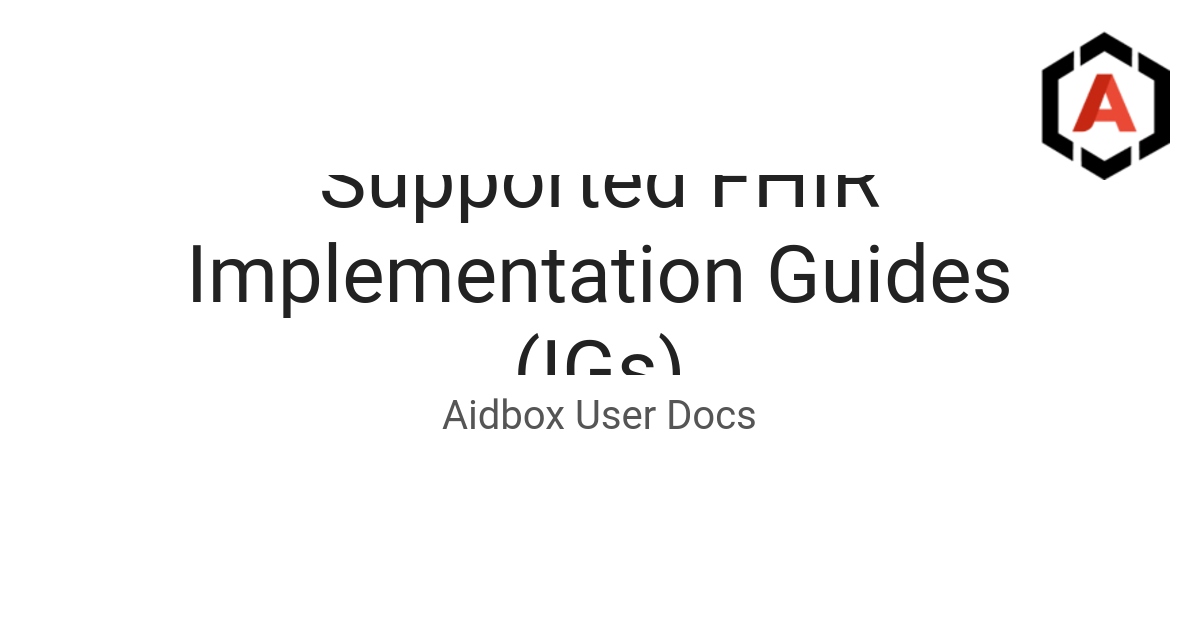 Supported FHIR
Implementation Guides
(IGs)
Aidbox User Docs